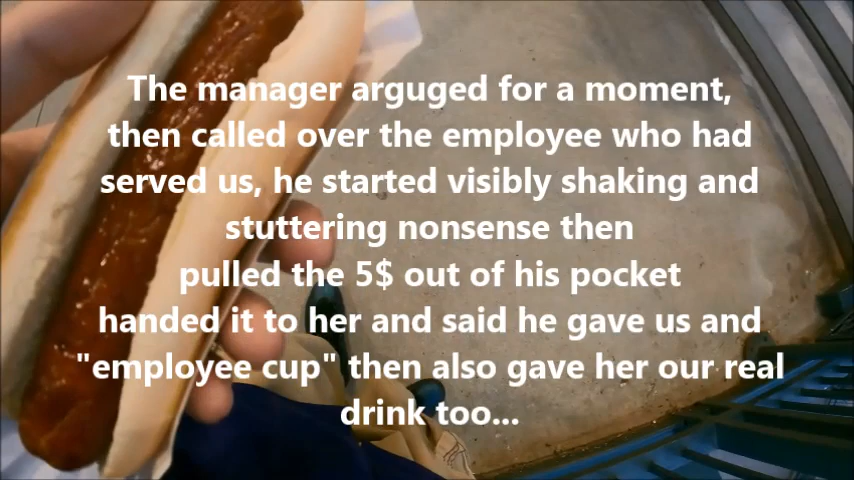 The manager arguged for a moment,
then called over the employee who had
served us, he started visibly shaking and
stuttering nonsense then
pulled the 5$ out of his pocket
handed it to her and said he gave us and
"employee cup" then also gave her our real
drink too...